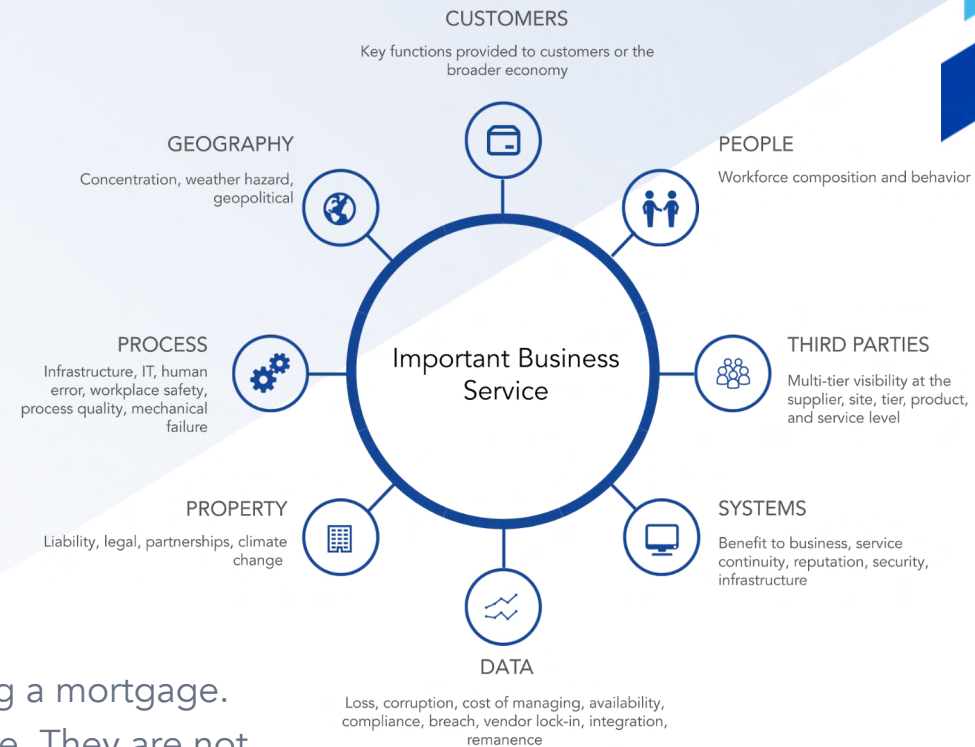 CUSTOMERS
Key functions provided to customers or the
broader economy
GEOGRAPHY
Concentration, weather hazard,
geopolitical
PEOPLE
Workforce composition and behavior
PROCESS
Infrastructure, IT, human
error, workplace safety,
process quality, mechanical
failure
Important Business
Service
THIRD PARTIES
Multi-tier visibility at the
supplier, site, tier, product,
and service level
PROPERTY
Liability, legal, partnerships, climate
change
SYSTEMS
Benefit to business, service
continuity, reputation, security,
infrastructure
DATA
Loss, corruption, cost of managing, availability,
compliance, breach, vendor lock-in, integration,
remanence
g a mortgage.
e. They are not